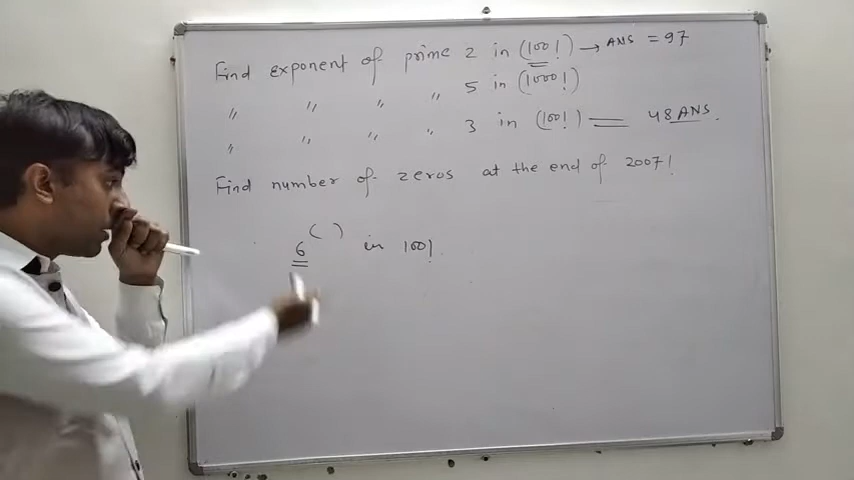 Find exponent of prime 2 in (100!) → ANS = 97
〃 〃 〃 〃 5 in (1000!)
〃 〃 〃 〃 3 in (100!) = 48 ANS.
Find number of zeros at the end of 2007!
6^( ) in 100!